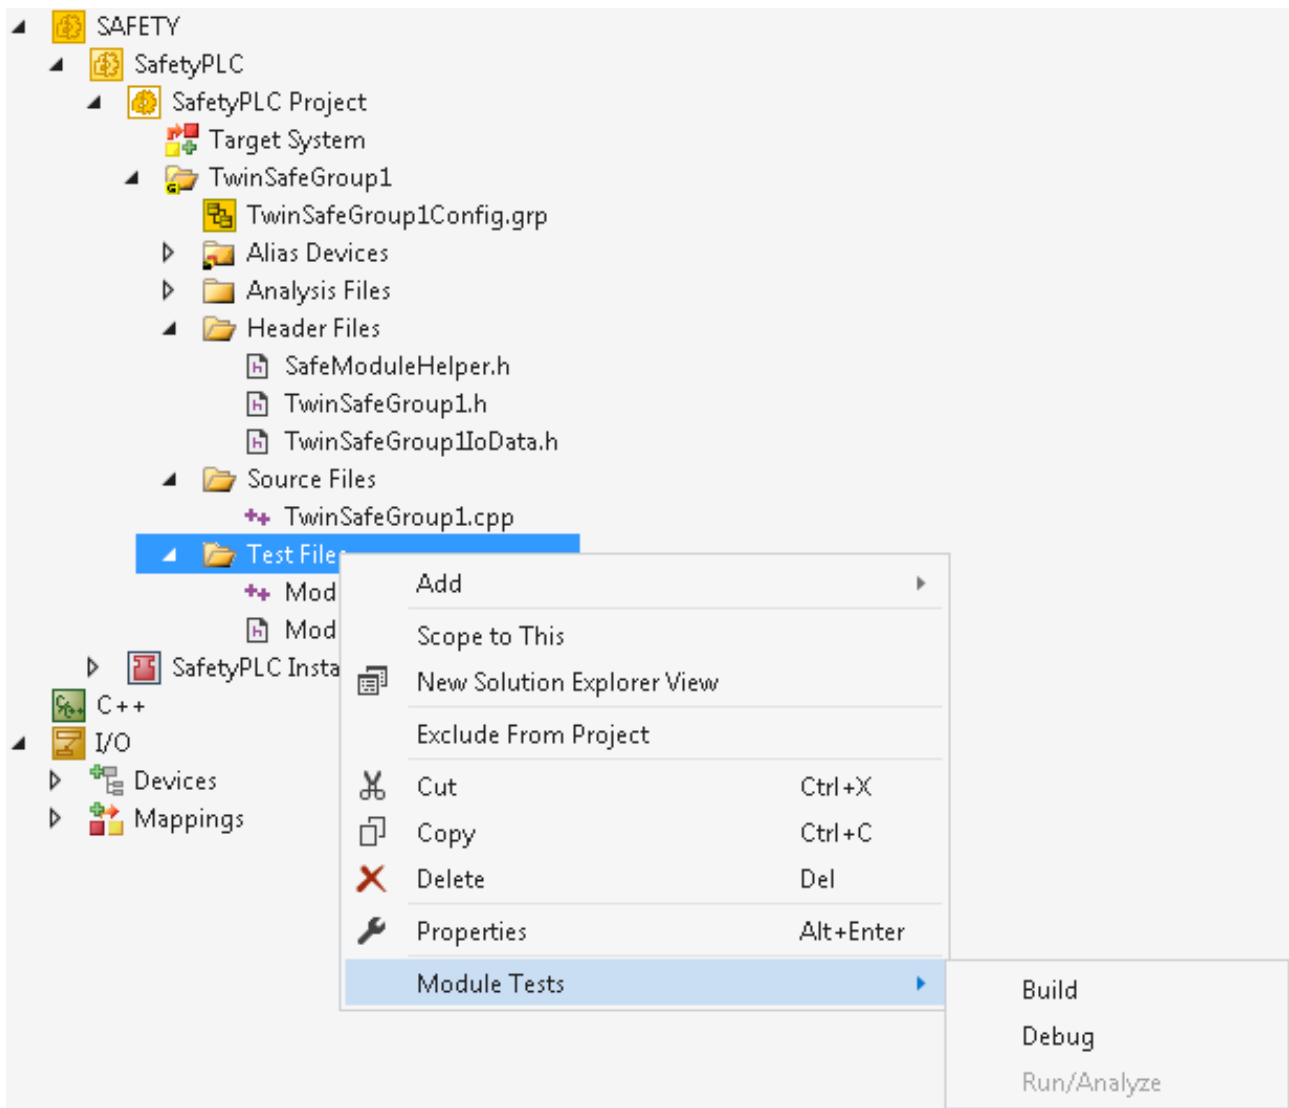 SAFETY
SafetyPLC
SafetyPLC Project
Target System
TwinSafeGroup1
TwinSafeGroup1Config.grp
Alias Devices
Analysis Files
Header Files
SafeModuleHelper.h
TwinSafeGroup1.h
TwinSafeGroup1IoData.h
Source Files
TwinSafeGroup1.cpp
Test Files
Mod
Mod
SafetyPLC Insta
C++
I/O
Devices
Mappings
Add
Scope to This
New Solution Explorer View
Exclude From Project
Cut Ctrl+X
Copy Ctrl+C
Delete Del
Properties Alt+Enter
Module Tests
Build
Debug
Run/Analyze